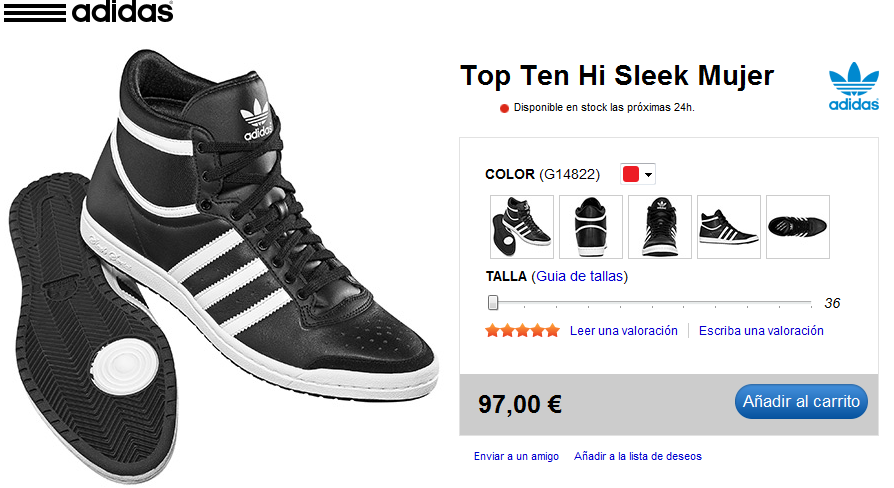 adidas
Top Ten Hi Sleek Mujer
adidas
Disponible en stock las próximas 24h.
adidas
COLOR (G14822)
TALLA (Guia de tallas)
36
Leer una valoración
Escriba una valoración
97,00 €
Añadir al carrito
Enviar a un amigo
Añadir a la lista de deseos